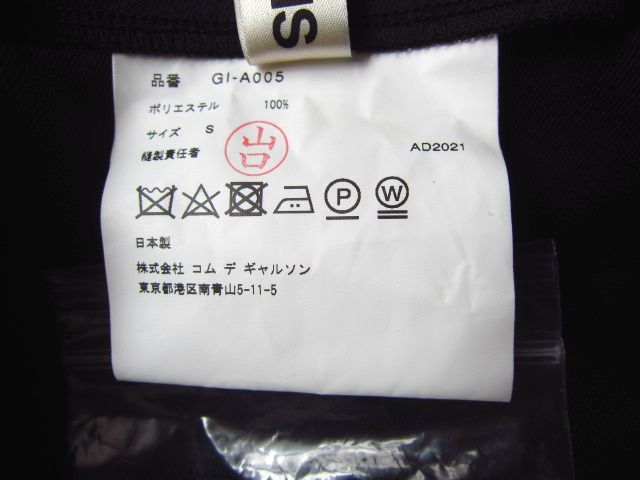 IS
品番 GI-A005
ポリエステル 100%
サイズ S
縫製責任者 山口 AD2021
P W
日本製
株式会社 コム デ ギャルソン
東京都港区南青山5-11-5